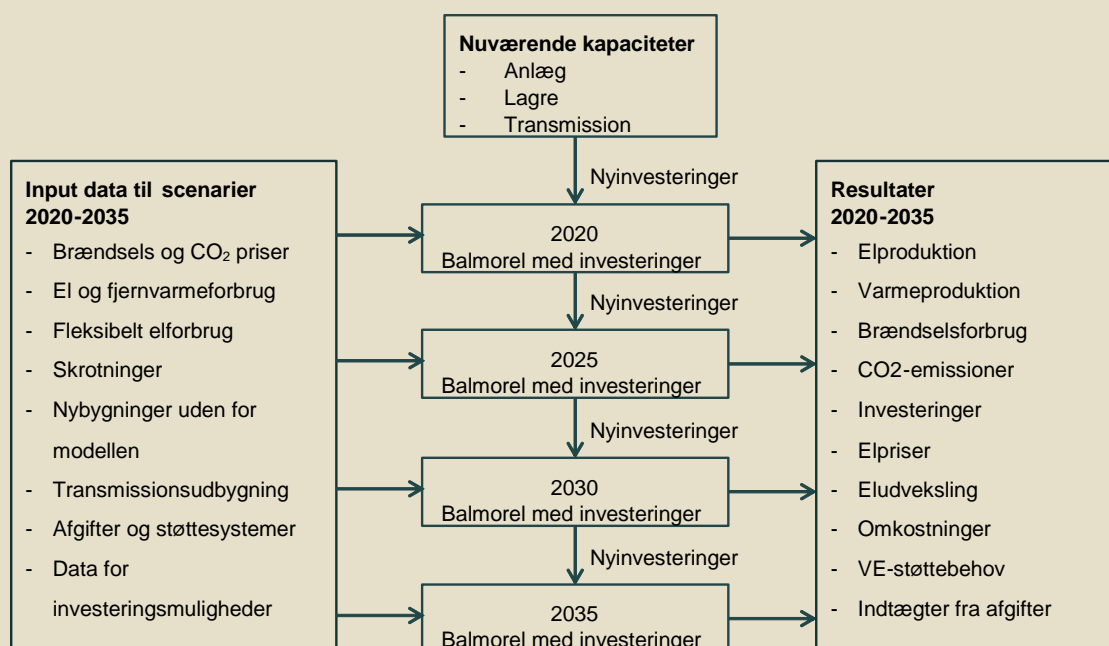 Nuværende kapaciteter
- Anlæg
- Lagre
- Transmission
Nyinvesteringer
Input data til scenarier
2020-2035
- Brændsels og CO₂ priser
- El og fjernvarmeforbrug
- Fleksibelt elforbrug
- Skrotninger
- Nybygninger uden for
modellen
- Transmissionsudbygning
- Afgifter og støttesystemer
- Data for
investeringsmuligheder
2020
Balmorel med investeringer
Nyinvesteringer
2025
Balmorel med investeringer
Nyinvesteringer
2030
Balmorel med investeringer
Nyinvesteringer
2035
Balmorel med investeringer
Resultater
2020-2035
- Elproduktion
- Varmeproduktion
- Brændselsforbrug
- CO2-emissioner
- Investeringer
- Elpriser
- Eludveksling
- Omkostninger
- VE-støttebehov
- Indtægter fra afgifter